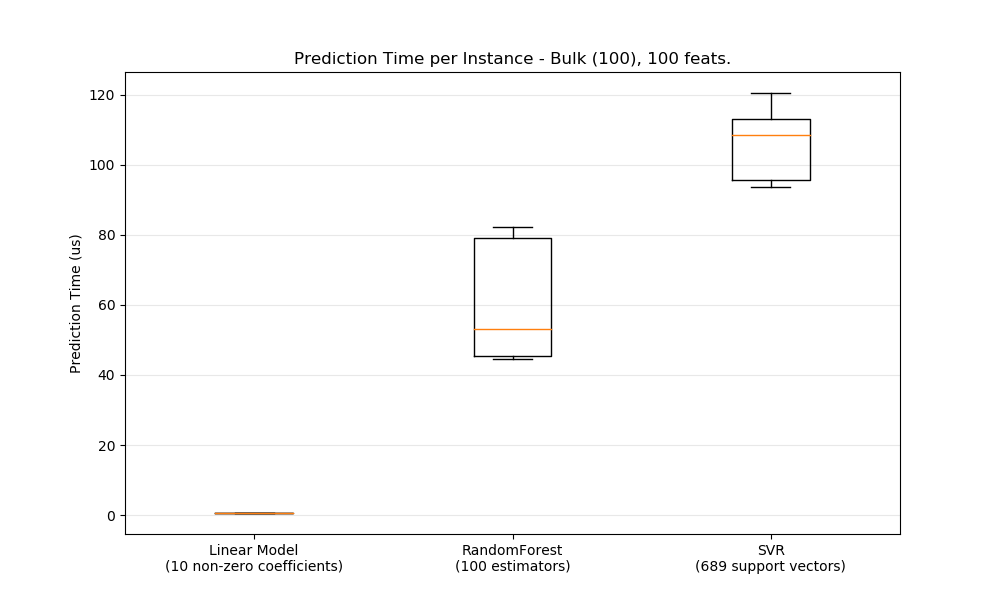 Prediction Time per Instance - Bulk (100), 100 feats.
Prediction Time (us)
120
100
80
60
40
20
0
Linear Model
(10 non-zero coefficients)
RandomForest
(100 estimators)
SVR
(689 support vectors)